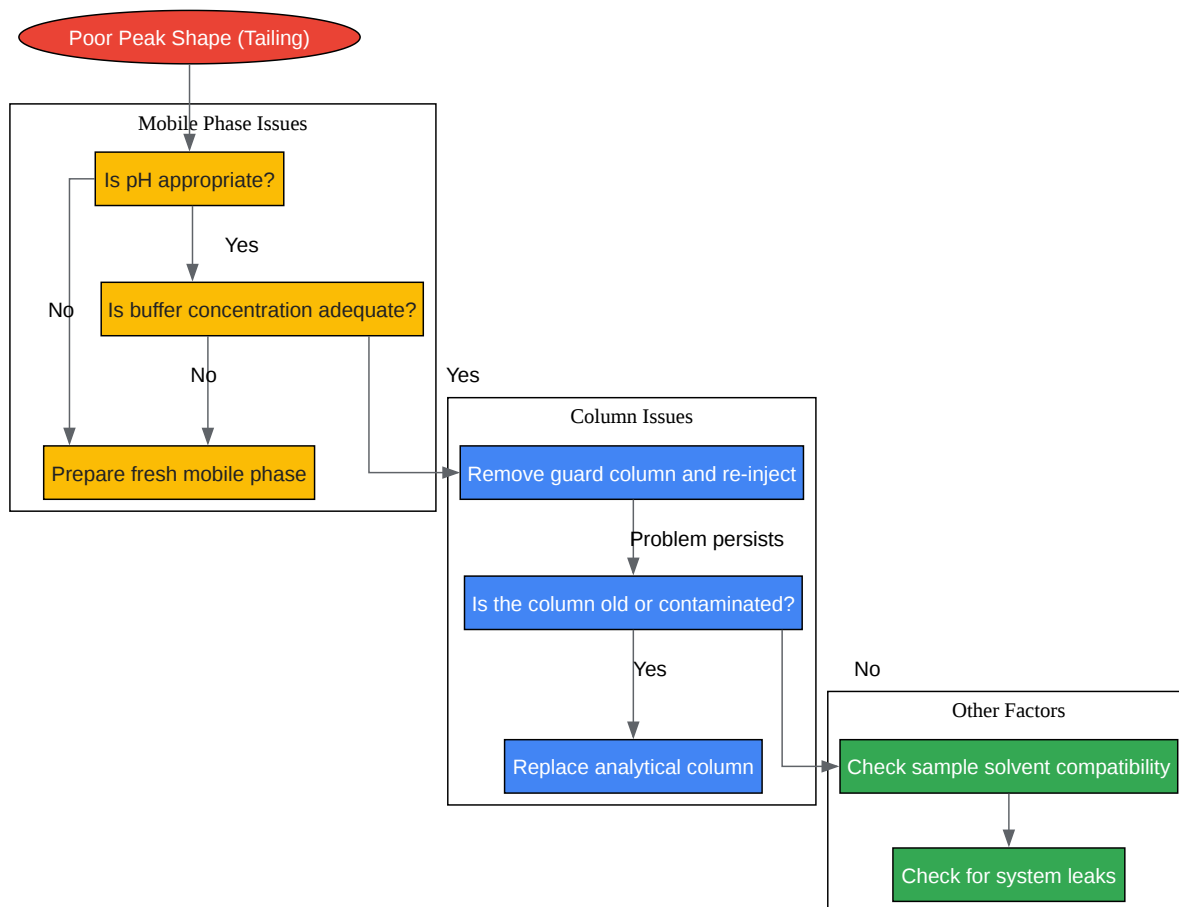 Poor Peak Shape (Tailing)
Mobile Phase Issues
Is pH appropriate?
Yes
No
Is buffer concentration adequate?
No
Yes
Prepare fresh mobile phase
Column Issues
Remove guard column and re-inject
Problem persists
Is the column old or contaminated?
Yes
No
Replace analytical column
Other Factors
Check sample solvent compatibility
Check for system leaks